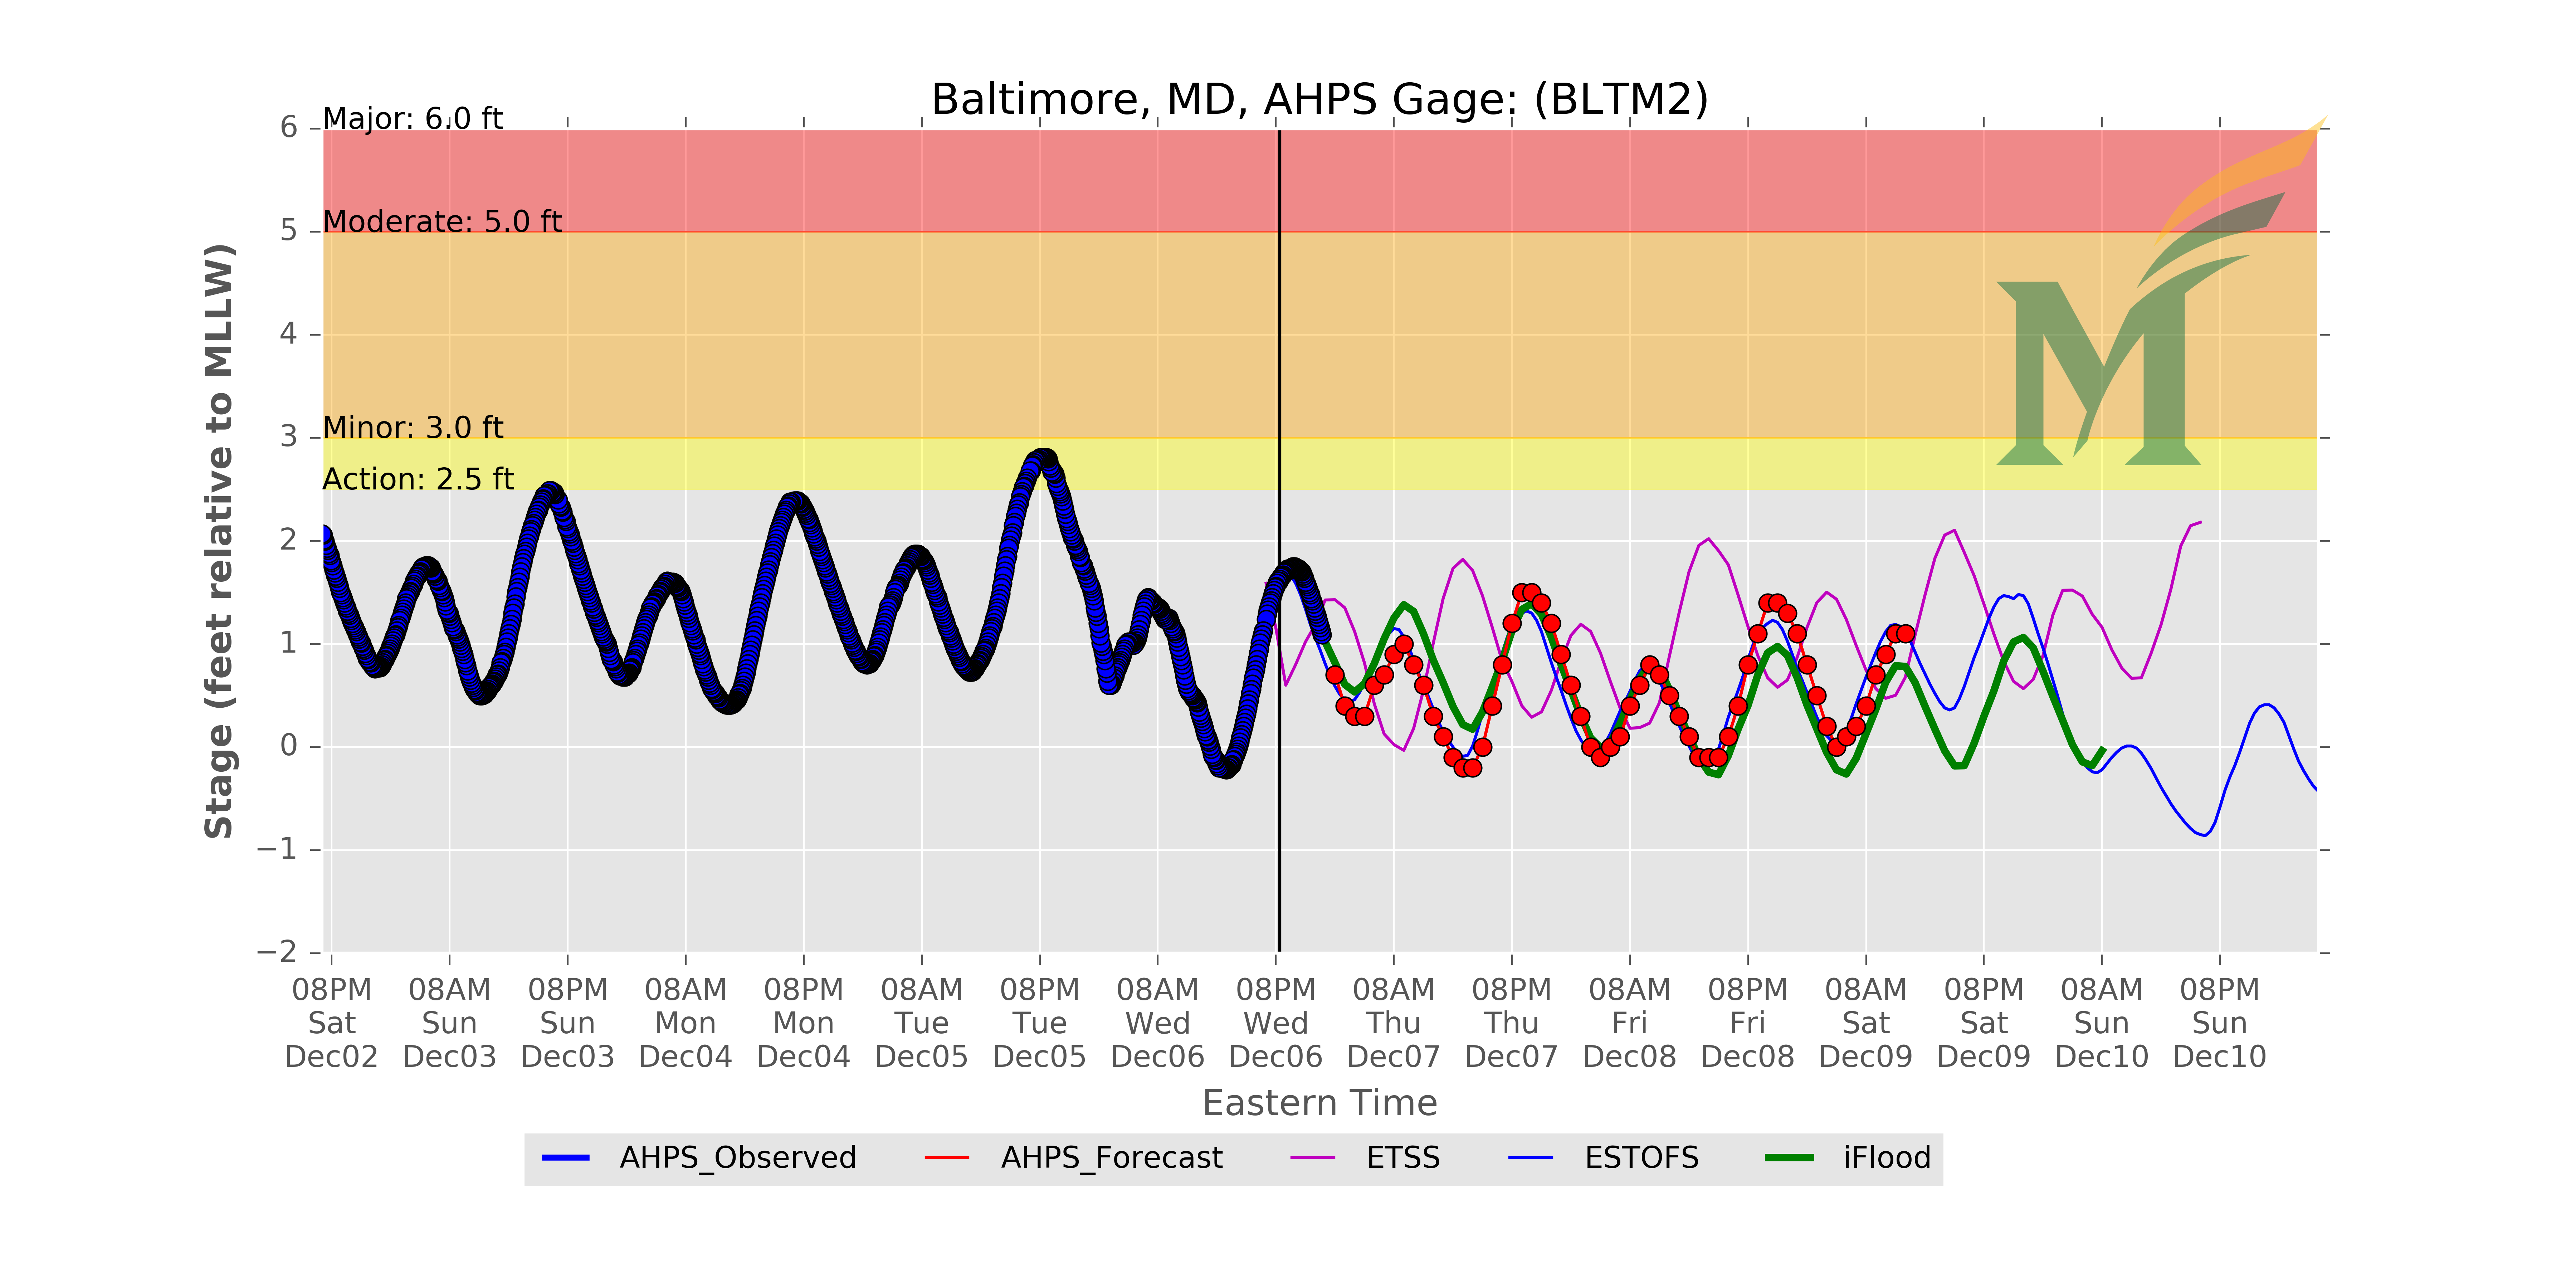 Baltimore, MD, AHPS Gage: (BLTM2)
Major: 6.0 ft
Moderate: 5.0 ft
Minor: 3.0 ft
Action: 2.5 ft
6
5
4
3
2
1
0
−1
−2
Stage (feet relative to MLLW)
08PM 08AM 08PM 08AM 08PM 08AM 08PM 08AM 08PM 08AM 08PM 08AM 08PM 08AM 08PM 08AM 08PM
Sat Sun Sun Mon Mon Tue Tue Wed Wed Thu Thu Fri Fri Sat Sat Sun Sun
Dec02 Dec03 Dec03 Dec04 Dec04 Dec05 Dec05 Dec06 Dec06 Dec07 Dec07 Dec08 Dec08 Dec09 Dec09 Dec10 Dec10
Eastern Time
AHPS_Observed AHPS_Forecast ETSS ESTOFS iFlood
M